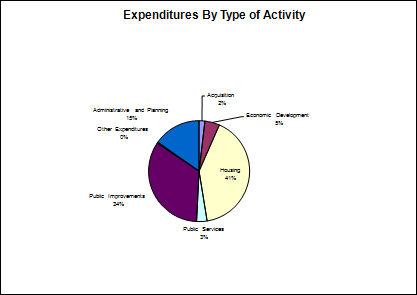 Expenditures By Type of Activity
Acquisition
2%
Administrative and Planning
15%
Economic Development
5%
Other Expenditures
0%
Housing
41%
Public Improvements
34%
Public Services
3%